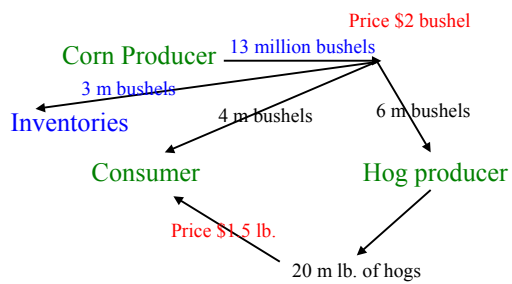 Price $2 bushel
13 million bushels
Corn Producer
3 m bushels
4 m bushels
6 m bushels
Inventories
Consumer
Hog producer
Price $1.5 lb.
20 m lb. of hogs